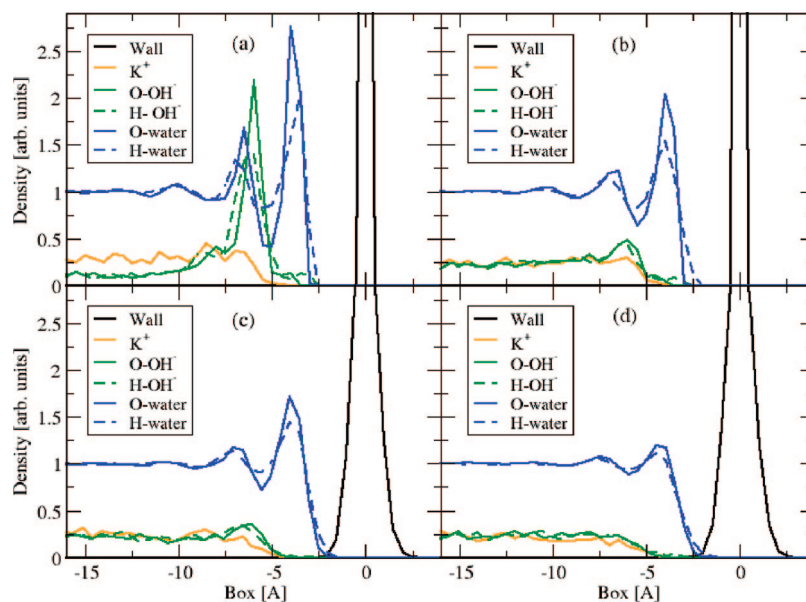 (a)
Wall
K+
O-OH-
H- OH-
O-water
H-water
(b)
Wall
K+
O-OH-
H-OH-
O-water
H-water
Density [arb. units]
2.5
2
1.5
1
0.5
0
(c)
Wall
K+
O-OH-
H-OH-
O-water
H-water
(d)
Wall
K+
O-OH-
H-OH-
O-water
H-water
Density [arb. units]
2.5
2
1.5
1
0.5
0
-15 -10 -5 0 -15 -10 -5 0
Box [A] Box [A]